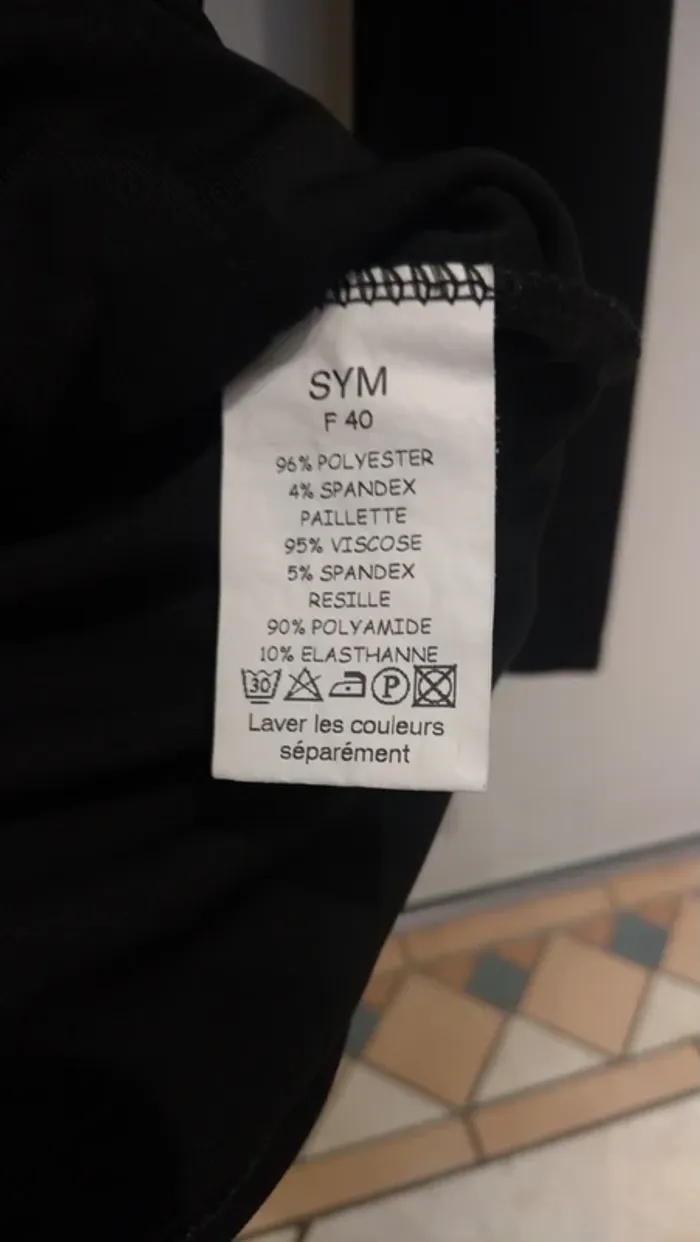 SYM
F 40
96% POLYESTER
4% SPANDEX
PAILLETTE
95% VISCOSE
5% SPANDEX
RESILLE
90% POLYAMIDE
10% ELASTHANNE
30 P
Laver les couleurs
séparément